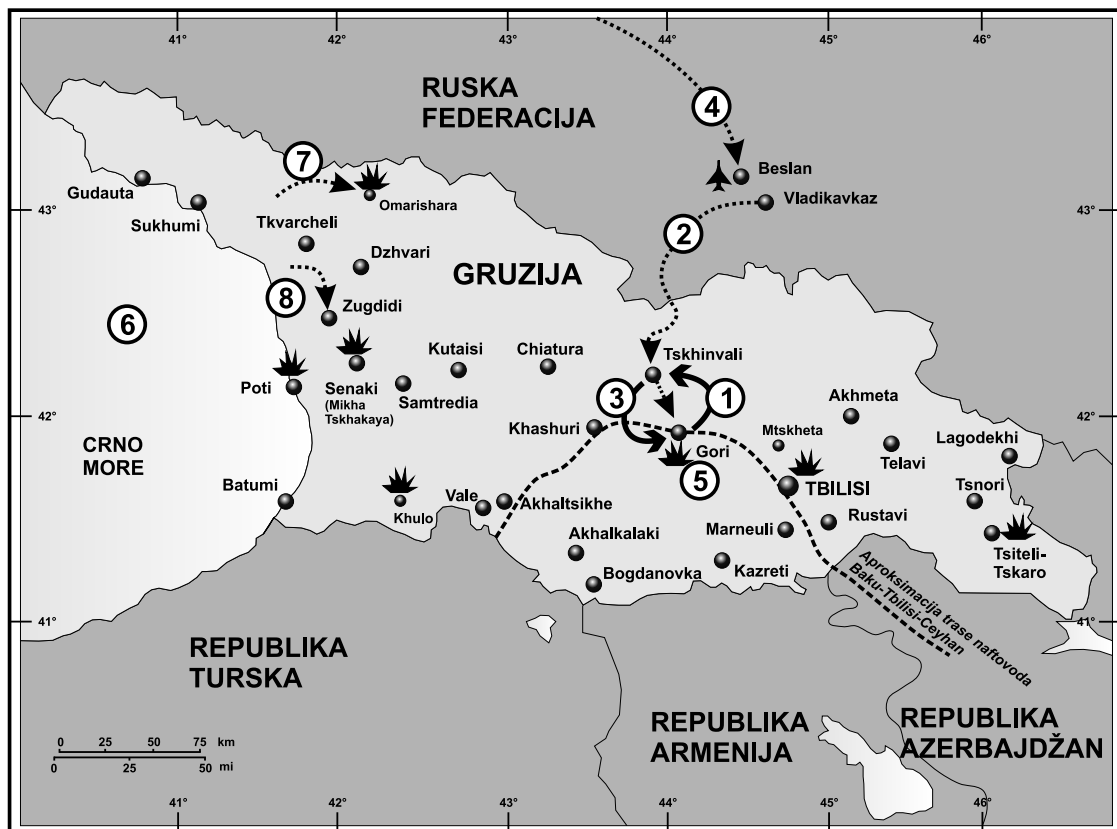 41°
42°
43°
44°
45°
46°
RUSKA
FEDERACIJA
4
7
Beslan
Gudauta
Omarishara
Vladikavkaz
43°
43°
Sukhumi
Tkvarcheli
2
Dzhvari
GRUZIJA
8
6
Zugdidi
Kutaisi
Chiatura
Tskhinvali
Poti
Senaki
(Mikha
Tskhakaya)
Samtredia
3
1
Akhmeta
42°
42°
Khashuri
Mtskheta
Lagodekhi
CRNO
MORE
Gori
Telavi
5
Batumi
Vale
Akhaltsikhe
TBILISI
Tsnori
Khulo
Marneuli
Rustavi
Akhalkalaki
Tsiteli-
Tskaro
Bogdanovka
Kazreti
Aproksimacija trase naftovoda
Baku-Tbilisi-Ceyhan
41°
41°
REPUBLIKA
TURSKA
REPUBLIKA
ARMENIJA
REPUBLIKA
AZERBAJDŽAN
0 25 50 75 km
0 25 50 mi
41°
42°
43°
44°
45°
46°